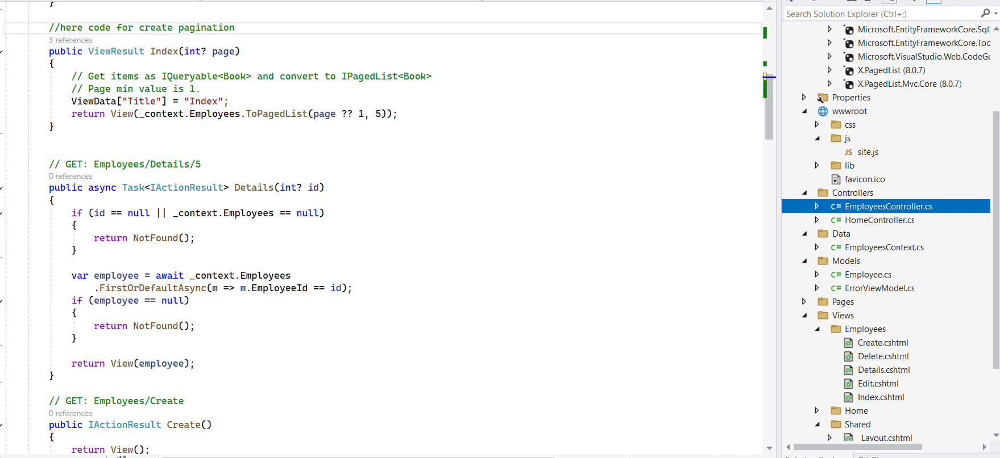 }
//here code for create pagination
3 references
public ViewResult Index(int? page)
{
// Get items as IQueryable<Book> and convert to IPagedList<Book>
// Page min value is 1.
ViewData["Title"] = "Index";
return View(_context.Employees.ToPagedList(page ?? 1, 5));
}
// GET: Employees/Details/5
0 references
public async Task<IActionResult> Details(int? id)
{
if (id == null || _context.Employees == null)
{
return NotFound();
}
var employee = await _context.Employees
.FirstOrDefaultAsync(m => m.EmployeeId == id);
if (employee == null)
{
return NotFound();
}
return View(employee);
}
// GET: Employees/Create
0 references
public IActionResult Create()
{
return View();
Search Solution Explorer (Ctrl+;)
Microsoft.EntityFrameworkCore.SqlS
Microsoft.EntityFrameworkCore.Too
Microsoft.VisualStudio.Web.CodeGe
X.PagedList (8.0.7)
X.PagedList.Mvc.Core (8.0.7)
Properties
wwwroot
css
js
JS site.js
lib
favicon.ico
Controllers
C# EmployeesController.cs
C# HomeController.cs
Data
C# EmployeesContext.cs
Models
C# Employee.cs
C# ErrorViewModel.cs
Pages
Views
Employees
Create.cshtml
Delete.cshtml
Details.cshtml
Edit.cshtml
Index.cshtml
Home
Shared
_Layout.cshtml